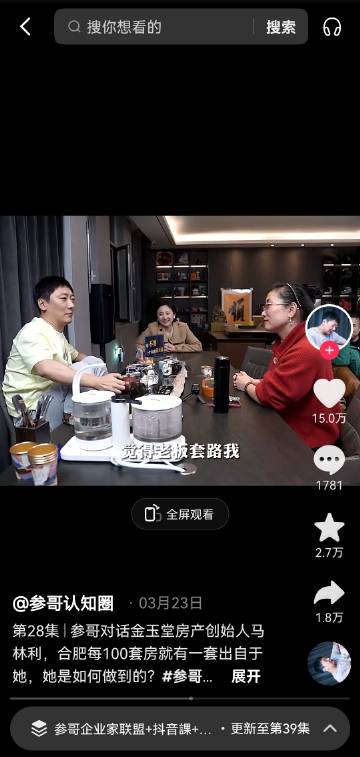 搜你想看的
搜索
觉得老板套路我
15.0万
1781
全屏观看
2.7万
1.8万
@参哥认知圈 · 03月23日
第28集 | 参哥对话金玉堂房产创始人马
林利，合肥每100套房就有一套出自于
她，她是如何做到的？#参哥... 展开
参哥企业家联盟+抖音課+... · 更新至第39集